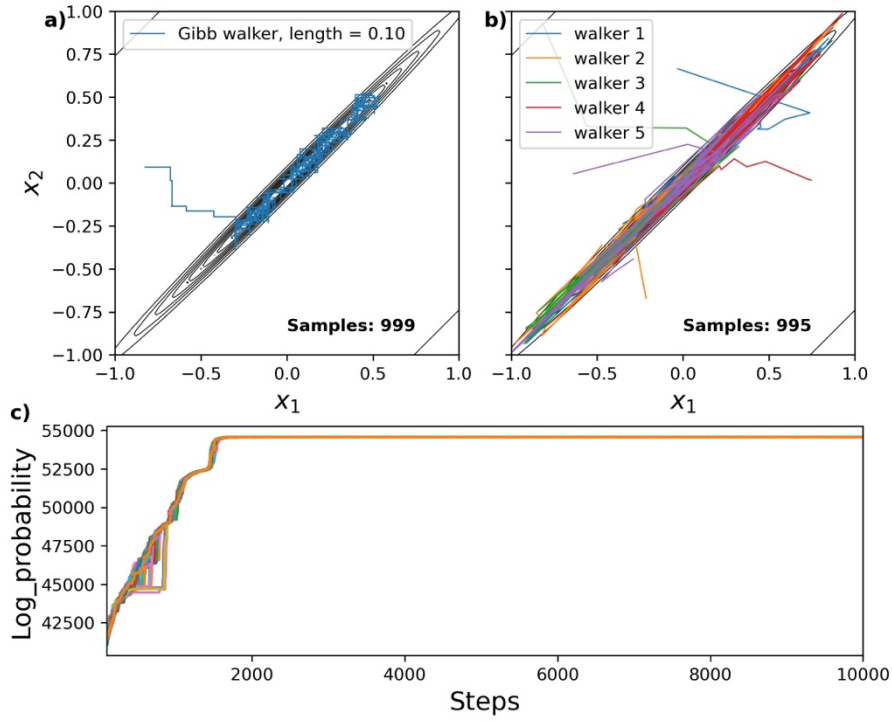 a)
Gibb walker, length = 0.10
1.00
0.75
0.50
0.25
0.00
−0.25
−0.50
−0.75
−1.00
x2
Samples: 999
−1.0
−0.5
0.0
0.5
1.0
x1
b)
walker 1
walker 2
walker 3
walker 4
walker 5
Samples: 995
−1.0
−0.5
0.0
0.5
1.0
x1
c)
55000
52500
50000
47500
45000
42500
Log_probability
2000
4000
6000
8000
10000
Steps